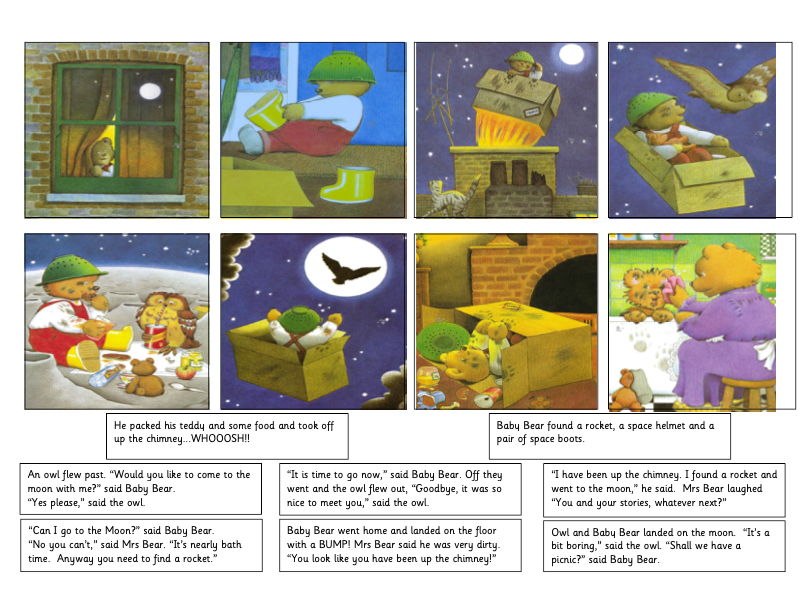 He packed his teddy and some food and took off
up the chimney...WHOOOSH!!
Baby Bear found a rocket, a space helmet and a
pair of space boots.
An owl flew past. “Would you like to come to the
moon with me?” said Baby Bear.
“Yes please,” said the owl.
“It is time to go now,” said Baby Bear. Off they
went and the owl flew out, “Goodbye, it was so
nice to meet you,” said the owl.
“I have been up the chimney. I found a rocket and
went to the moon,” he said.  Mrs Bear laughed
“You and your stories, whatever next?”
“Can I go to the Moon?” said Baby Bear.
“No you can’t,” said Mrs Bear. “It’s nearly bath
time.  Anyway you need to find a rocket.”
Baby Bear went home and landed on the floor
with a BUMP! Mrs Bear said he was very dirty.
“You look like you have been up the chimney!”
Owl and Baby Bear landed on the moon.  “It’s a
bit boring,” said the owl. “Shall we have a
picnic?” said Baby Bear.